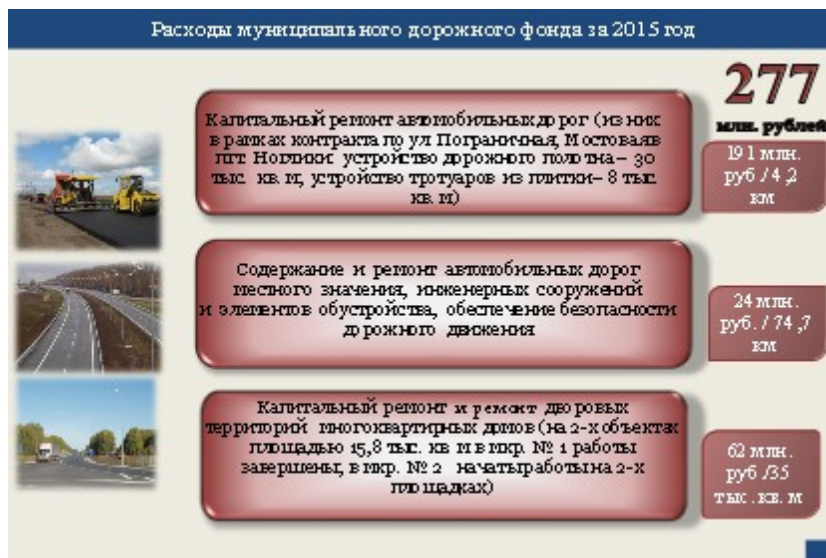 Расходы муниципального дорожного фонда за 2015 год
277
млн. рублей
Капитальный ремонт автомобильных дорог (из них
в рамках контракта по ул. Пограничная, Мостовая в
пгт. Ноглики: устройство дорожного полотна – 30
тыс. кв. м, устройство тротуаров из плитки – 8 тыс.
кв. м)
191 млн.
руб / 4,2
км
Содержание и ремонт автомобильных дорог
местного значения, инженерных сооружений
и элементов обустройства, обеспечение безопасности
дорожного движения
24 млн.
руб. / 74,7
км
Капитальный ремонт и ремонт дворовых
территорий многоквартирных домов (на 2-х объектах
площадью 15,8 тыс. кв. м в мкр. № 1 работы
завершены, в мкр. № 2 начаты работы на 2-х
площадках)
62 млн.
руб /35
тыс. кв. м